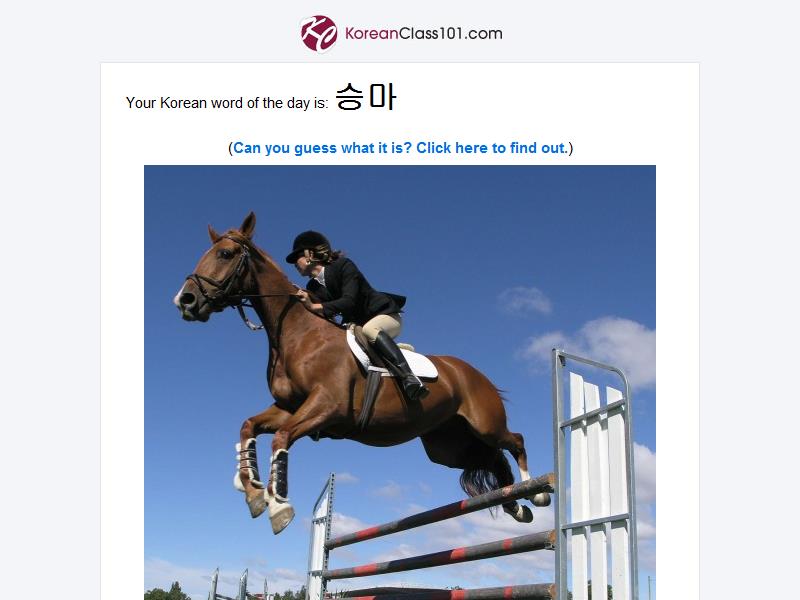 KC KoreanClass101.com
Your Korean word of the day is: 승마
(Can you guess what it is? Click here to find out.)